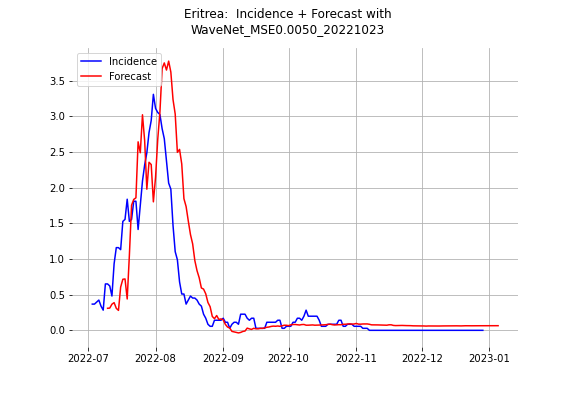 Eritrea:  Incidence + Forecast with
WaveNet_MSE0.0050_20221023
Incidence
Forecast
3.5
3.0
2.5
2.0
1.5
1.0
0.5
0.0
2022-07 2022-08 2022-09 2022-10 2022-11 2022-12 2023-01